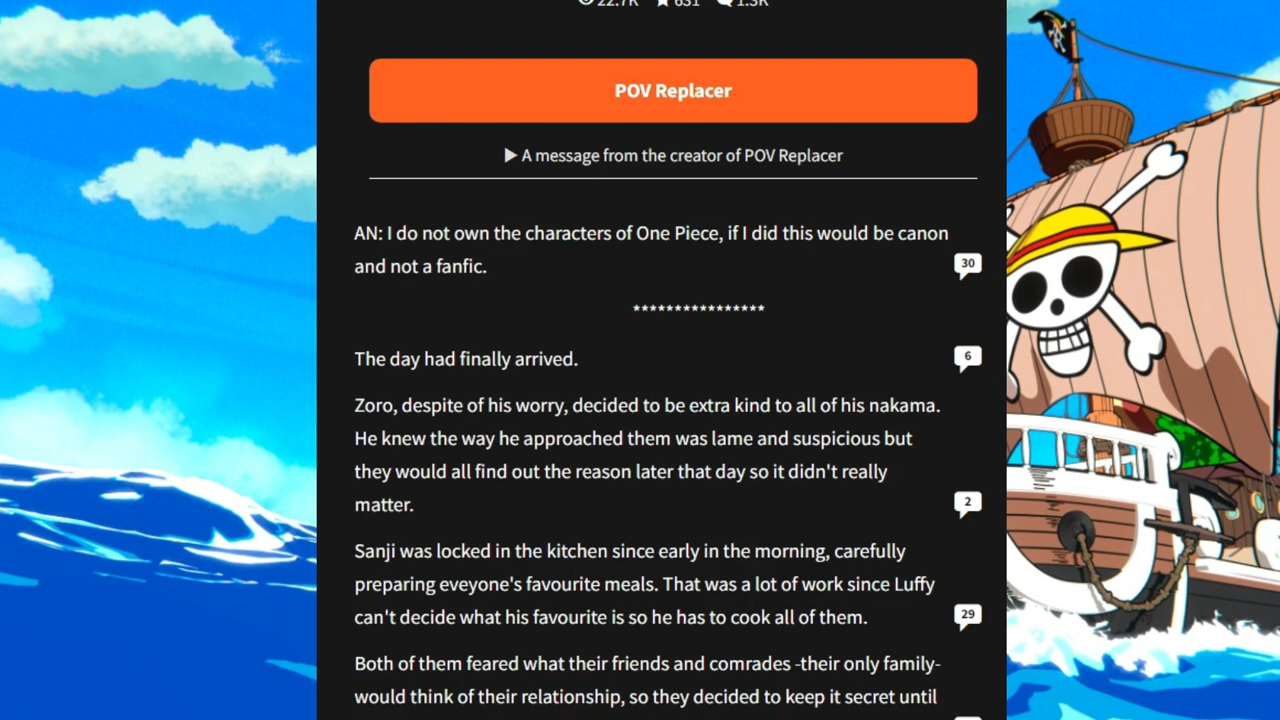 22.7K 631 1.3K
POV Replacer
▶ A message from the creator of POV Replacer
AN: I do not own the characters of One Piece, if I did this would be canon
and not a fanfic.
30
****************
The day had finally arrived.
6
Zoro, despite of his worry, decided to be extra kind to all of his nakama.
He knew the way he approached them was lame and suspicious but
they would all find out the reason later that day so it didn't really
matter.
2
Sanji was locked in the kitchen since early in the morning, carefully
preparing eveyone's favourite meals. That was a lot of work since Luffy
can't decide what his favourite is so he has to cook all of them.
29
Both of them feared what their friends and comrades -their only family-
would think of their relationship, so they decided to keep it secret until